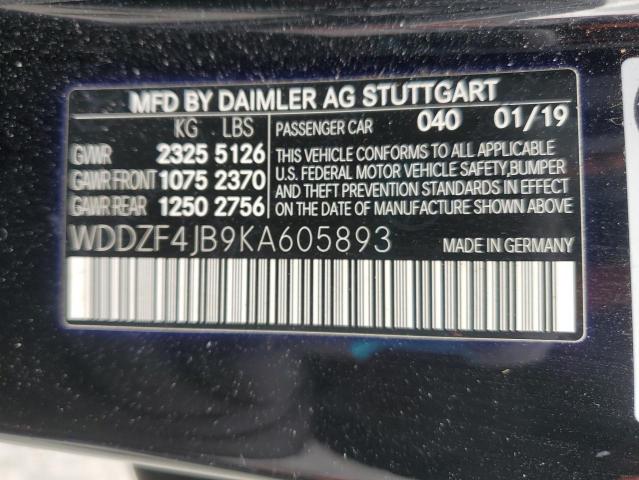 MFD BY DAIMLER AG STUTTGART
KG LBS PASSENGER CAR 040 01/19
GVWR 2325 5126 THIS VEHICLE CONFORMS TO ALL APPLICABLE
GAWR FRONT 1075 2370 U.S. FEDERAL MOTOR VEHICLE SAFETY, BUMPER
GAWR REAR 1250 2756 AND THEFT PREVENTION STANDARDS IN EFFECT
ON THE DATE OF MANUFACTURE SHOWN ABOVE
WDDZF4JB9KA605893 MADE IN GERMANY